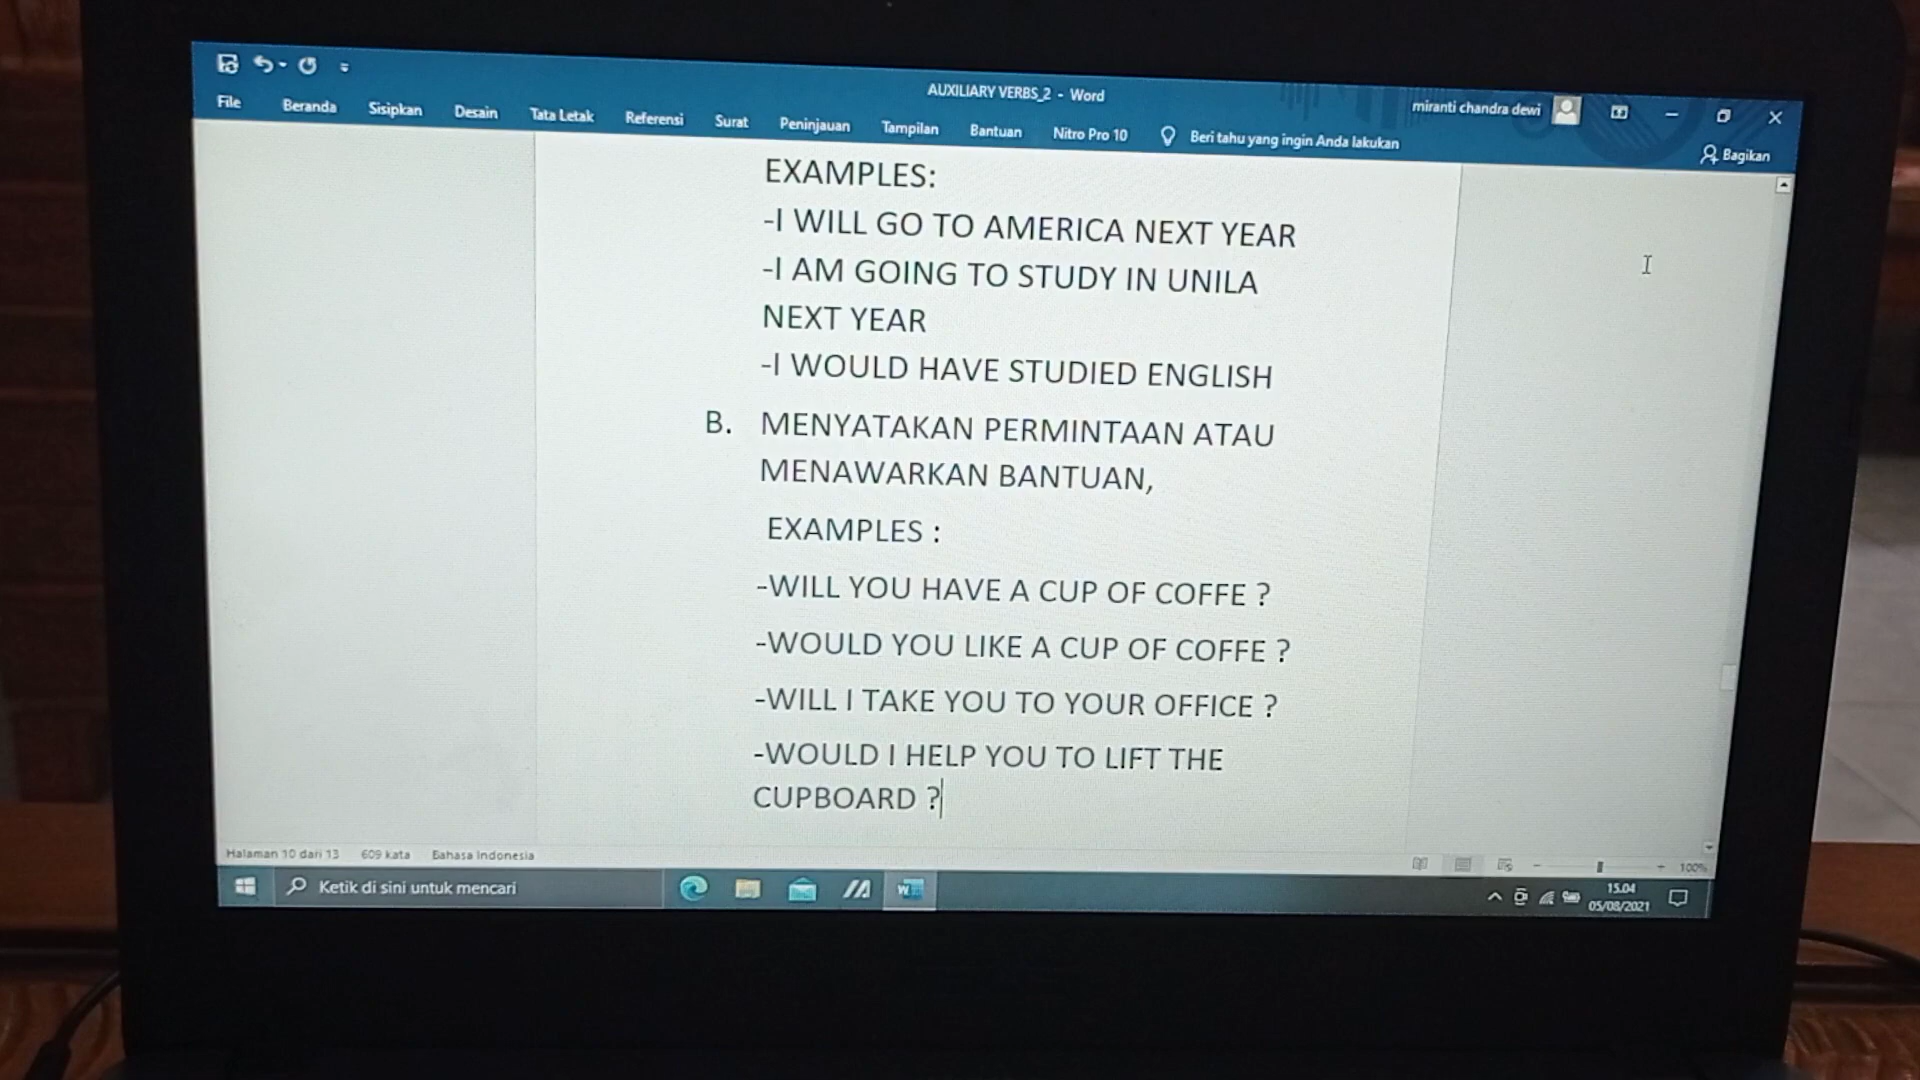 AUXILIARY VERBS_2 - Word
miranti chandra dewi
File Beranda Sisipkan Desain Tata Letak Referensi Surat Peninjauan Tampilan Bantuan Nitro Pro 10 Beri tahu yang ingin Anda lakukan
Bagikan
EXAMPLES:
-I WILL GO TO AMERICA NEXT YEAR
-I AM GOING TO STUDY IN UNILA
NEXT YEAR
-I WOULD HAVE STUDIED ENGLISH
B. MENYATAKAN PERMINTAAN ATAU
MENAWARKAN BANTUAN,
EXAMPLES :
-WILL YOU HAVE A CUP OF COFFE ?
-WOULD YOU LIKE A CUP OF COFFE ?
-WILL I TAKE YOU TO YOUR OFFICE ?
-WOULD I HELP YOU TO LIFT THE
CUPBOARD ?
Halaman 10 dari 13 609 kata Bahasa Indonesia
100%
Ketik di sini untuk mencari
15.04
05/08/2021